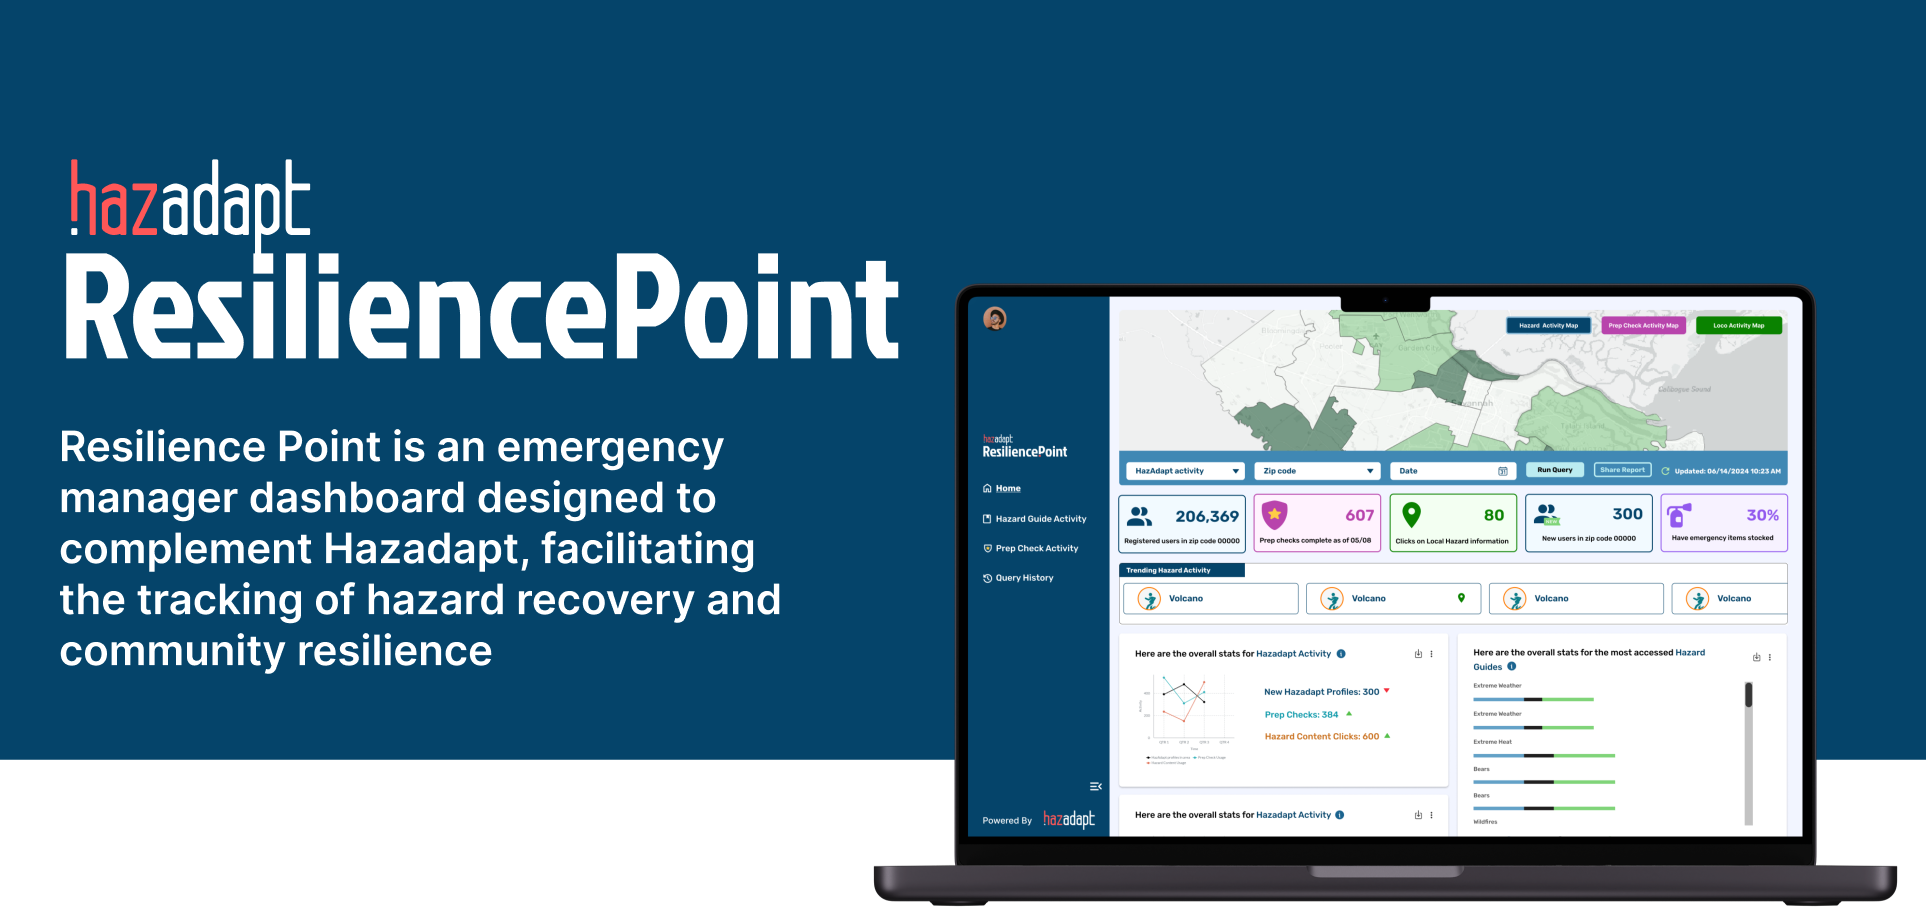 hazadapt
ResiliencePoint
Resilience Point is an emergency
manager dashboard designed to
complement Hazadapt, facilitating
the tracking of hazard recovery and
community resilience
hazadapt
ResiliencePoint
Home
Hazard Guide Activity
Prep Check Activity
Query History
Powered By hazadapt
Hazard Activity Map
Prep Check Activity Map
Loco Activity Map
Garden City
Savannah
Calibogue Sound
HazAdapt activity
Zip code
Date
Run Query
Share Report
Updated: 06/14/2024 10:23 AM
206,369
Registered users in zip code 00000
607
Prep checks complete as of 05/08
80
Clicks on Local Hazard information
NEW
300
New users in zip code 00000
30%
Have emergency items stocked
Trending Hazard Activity
Volcano
Volcano
Volcano
Volcano
Here are the overall stats for Hazadapt Activity
New Hazadapt Profiles: 300
Prep Checks: 384
Hazard Content Clicks: 600
Here are the overall stats for Hazadapt Activity
Here are the overall stats for the most accessed Hazard
Guides
Extreme Weather
Extreme Weather
Extreme Heat
Bears
Bears
Wildfires